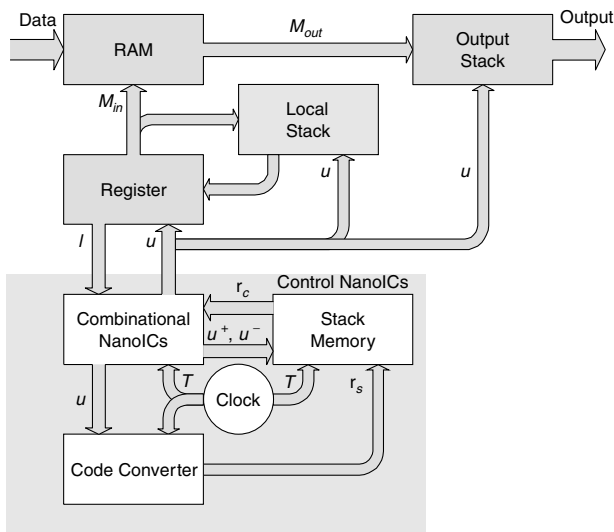 Data
RAM
M_out
Output
Stack
Output
M_in
Local
Stack
Register
u
u
l
u
Control NanoICs
r_c
Combinational
NanoICs
u⁺, u⁻
Stack
Memory
T
Clock
T
r_s
u
Code Converter